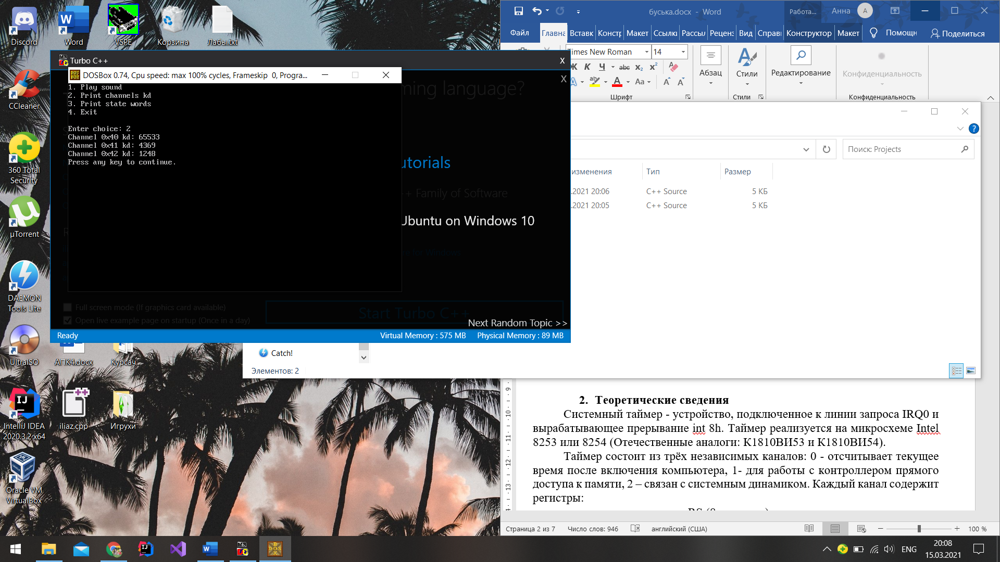 Discord
Word
VSPE
Корзина
Лабы.txt
CCleaner
360 Total
Security
µTorrent
DAEMON
Tools Lite
UltraISO
АПК4.docx
Курсач
IntelliJ IDEA
2020.3.2 x64
iliaz.cpp
Игрухи
Oracle VM
VirtualBox
Turbo C++
X
DOSBox 0.74, Cpu speed: max 100% cycles, Frameskip 0, Progra...
1. Play sound
2. Print channels kd
3. Print state words
4. Exit
Enter choice: 2
Channel 0x40 kd: 65533
Channel 0x41 kd: 4369
Channel 0x42 kd: 1248
Press any key to continue.
X
ming language?
utorials
++ Family of Software
Ubuntu on Windows 10
for Windows
Full screen mode (If graphics card available)
Open live example page on startup (Once in a day)
Start Turbo C++
Next Random Topic >>
Ready
Virtual Memory : 575 MB
Physical Memory : 89 MB
буська.docx - Word
Работа...
Анна
А
Файл
Главна
Вставк
Констр
Макет
Ссылки
Рассыл
Реценз
Вид
Справ
Конструктор
Макет
Помощн
Поделиться
Times New Roman
14
Ж К Ч abc x₂ x²
Aa
Шрифт
Абзац
Стили
Стили
Редактирование
Конфиденциальность
Конфиденциальность
Поиск: Projects
изменения
Тип
Размер
.2021 20:06
C++ Source
5 КБ
.2021 20:05
C++ Source
5 КБ
Catch!
Элементов: 2
2. Теоретические сведения
Системный таймер - устройство, подключенное к линии запроса IRQ0 и
вырабатывающее прерывание int 8h. Таймер реализуется на микросхеме Intel
8253 или 8254 (Отечественные аналоги: К1810ВИ53 и К1810ВИ54).
Таймер состоит из трёх независимых каналов: 0 - отсчитывает текущее
время после включения компьютера, 1- для работы с контроллером прямого
доступа к памяти, 2 – связан с системным динамиком. Каждый канал содержит
регистры:
Страница 2 из 7
Число слов: 946
английский (США)
100 %
ENG
20:08
15.03.2021